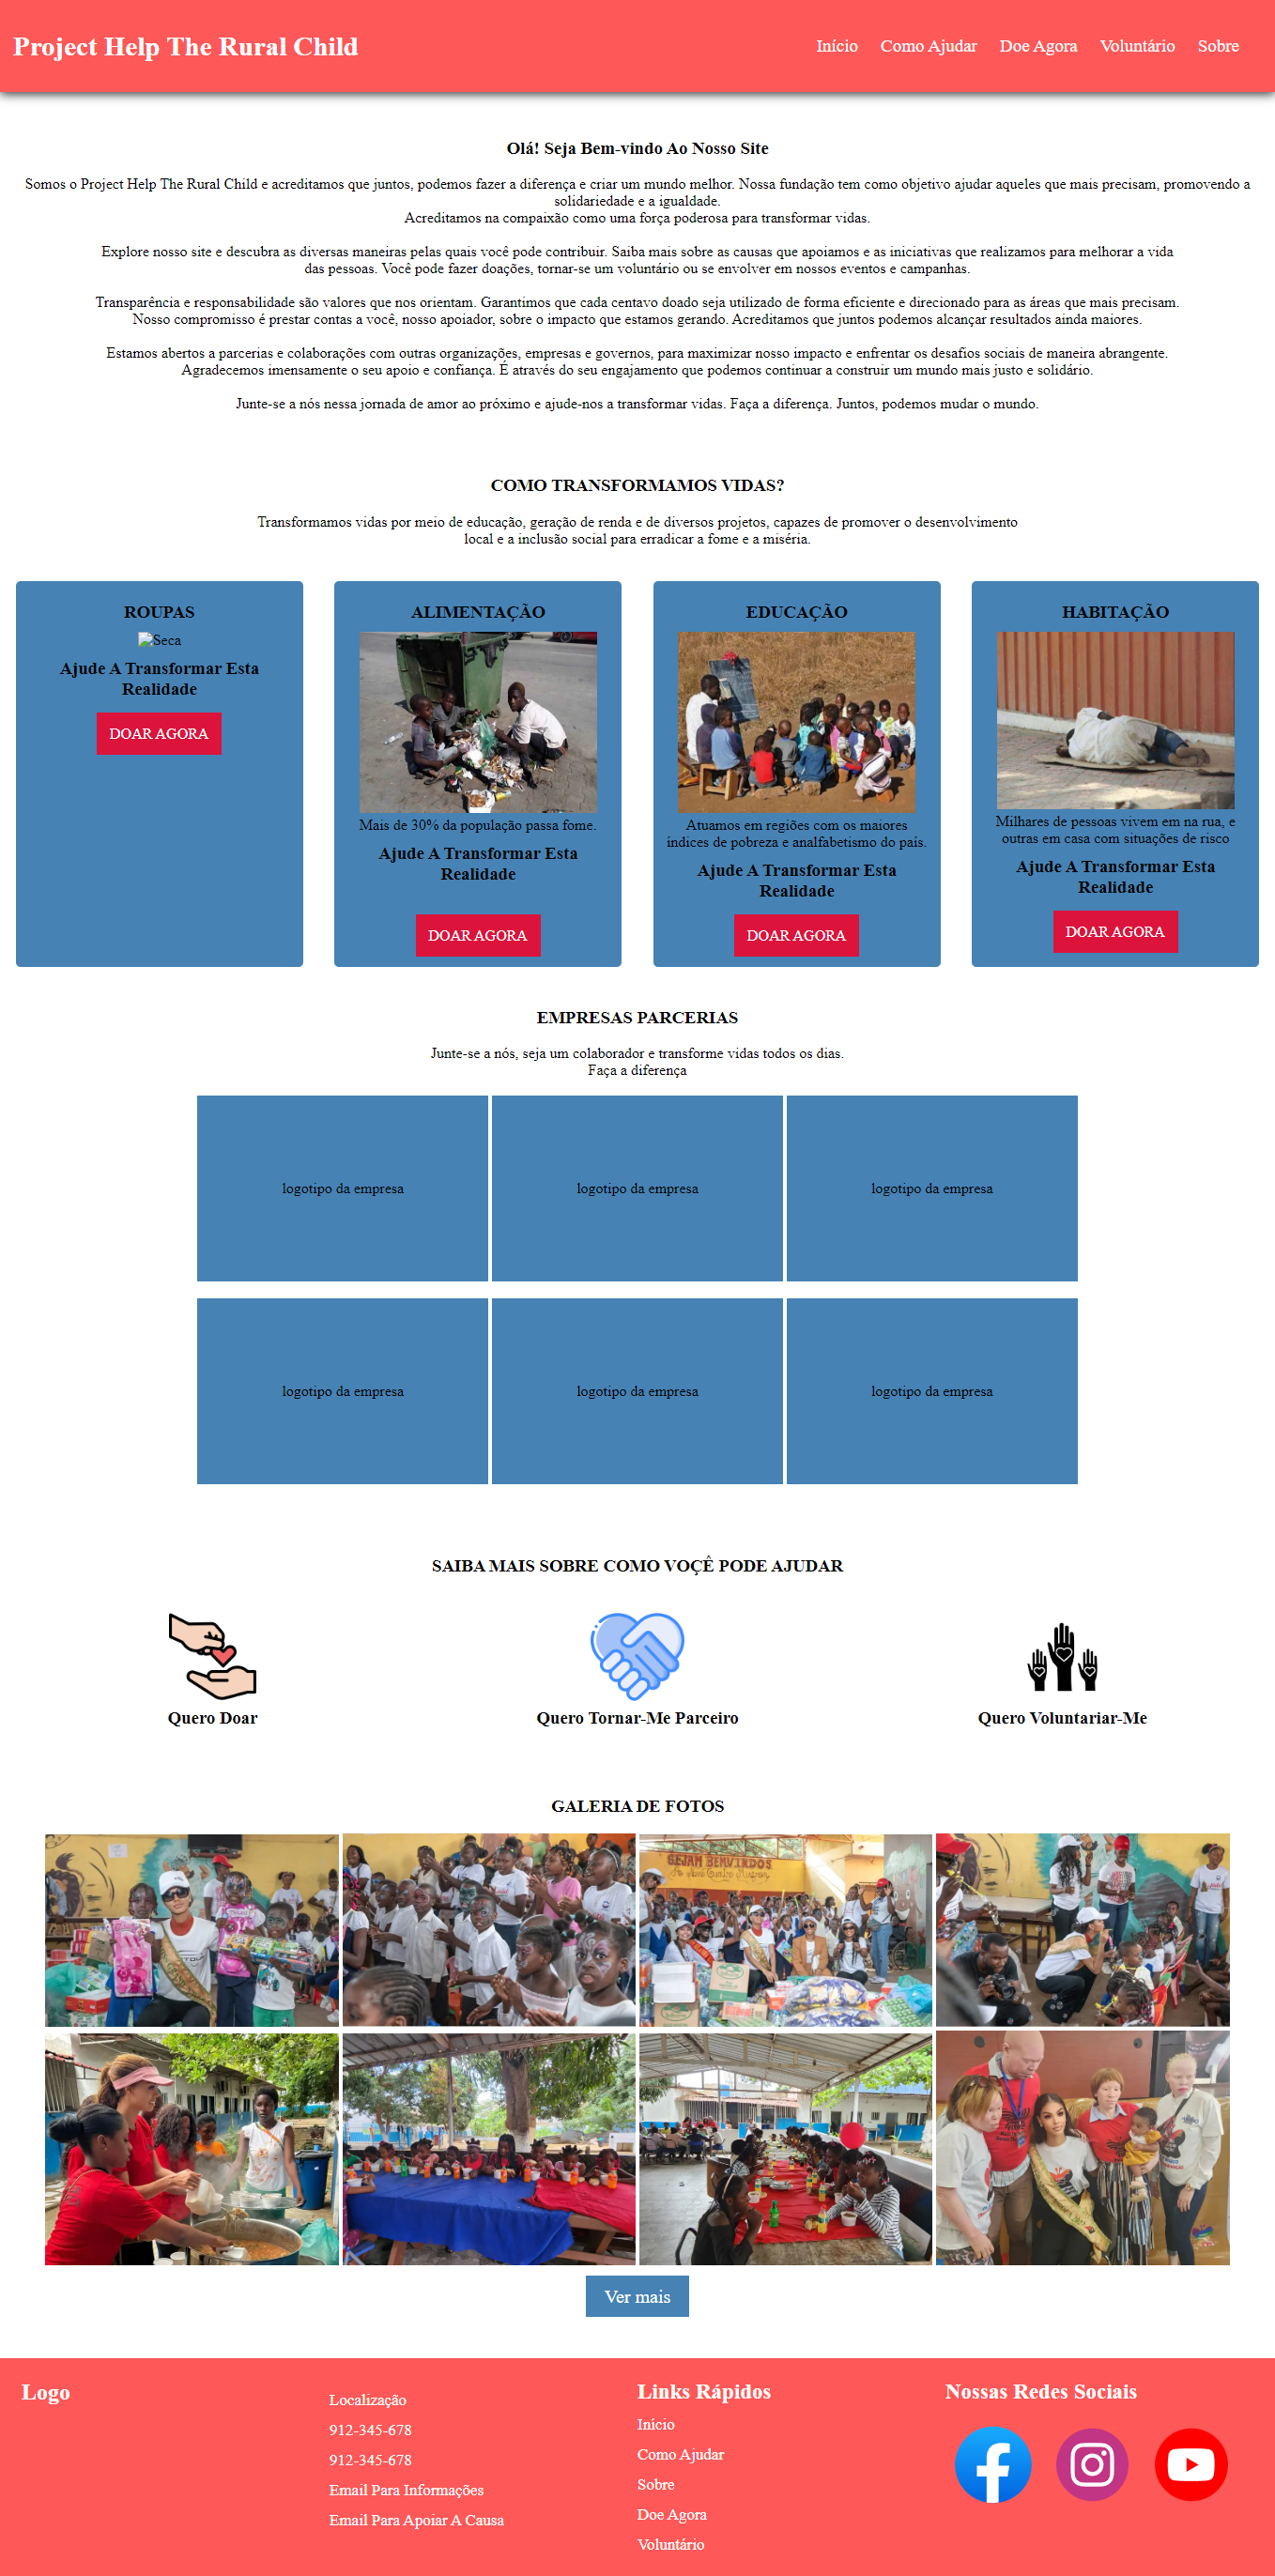 Project Help The Rural Child
Início Como Ajudar Doe Agora Voluntário Sobre
Olá! Seja Bem-vindo Ao Nosso Site
Somos o Project Help The Rural Child e acreditamos que juntos, podemos fazer a diferença e criar um mundo melhor. Nossa fundação tem como objetivo ajudar aqueles que mais precisam, promovendo a
solidariedade e a igualdade.
Acreditamos na compaixão como uma força poderosa para transformar vidas.
Explore nosso site e descubra as diversas maneiras pelas quais você pode contribuir. Saiba mais sobre as causas que apoiamos e as iniciativas que realizamos para melhorar a vida
das pessoas. Você pode fazer doações, tornar-se um voluntário ou se envolver em nossos eventos e campanhas.
Transparência e responsabilidade são valores que nos orientam. Garantimos que cada centavo doado seja utilizado de forma eficiente e direcionado para as áreas que mais precisam.
Nosso compromisso é prestar contas a você, nosso apoiador, sobre o impacto que estamos gerando. Acreditamos que juntos podemos alcançar resultados ainda maiores.
Estamos abertos a parcerias e colaborações com outras organizações, empresas e governos, para maximizar nosso impacto e enfrentar os desafios sociais de maneira abrangente.
Agradecemos imensamente o seu apoio e confiança. É através do seu engajamento que podemos continuar a construir um mundo mais justo e solidário.
Junte-se a nós nessa jornada de amor ao próximo e ajude-nos a transformar vidas. Faça a diferença. Juntos, podemos mudar o mundo.
COMO TRANSFORMAMOS VIDAS?
Transformamos vidas por meio de educação, geração de renda e de diversos projetos, capazes de promover o desenvolvimento
local e a inclusão social para erradicar a fome e a miséria.
ROUPAS
Seca
Ajude A Transformar Esta
Realidade
DOAR AGORA
ALIMENTAÇÃO
Mais de 30% da população passa fome.
Ajude A Transformar Esta
Realidade
DOAR AGORA
EDUCAÇÃO
Atuamos em regiões com os maiores
índices de pobreza e analfabetismo do país.
Ajude A Transformar Esta
Realidade
DOAR AGORA
HABITAÇÃO
Milhares de pessoas vivem em na rua, e
outras em casa com situações de risco
Ajude A Transformar Esta
Realidade
DOAR AGORA
EMPRESAS PARCERIAS
Junte-se a nós, seja um colaborador e transforme vidas todos os dias.
Faça a diferença
logotipo da empresa
logotipo da empresa
logotipo da empresa
logotipo da empresa
logotipo da empresa
logotipo da empresa
SAIBA MAIS SOBRE COMO VOÇÊ PODE AJUDAR
Quero Doar
Quero Tornar-Me Parceiro
Quero Voluntariar-Me
GALERIA DE FOTOS
SEJAM BEMVINDOS
Ver mais
Logo
Localização
912-345-678
912-345-678
Email Para Informações
Email Para Apoiar A Causa
Links Rápidos
Início
Como Ajudar
Sobre
Doe Agora
Voluntário
Nossas Redes Sociais